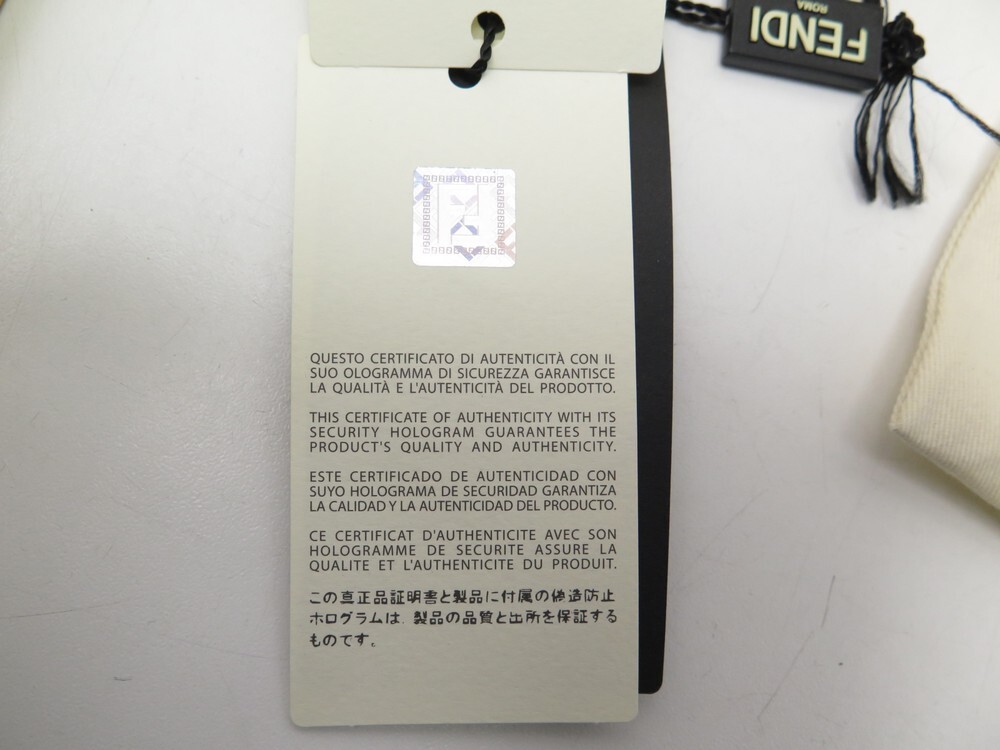 FENDI
ROMA
QUESTO CERTIFICATO DI AUTENTICITÀ CON IL
SUO OLOGRAMMA DI SICUREZZA GARANTISCE
LA QUALITÀ E L'AUTENTICITÀ DEL PRODOTTO.
THIS CERTIFICATE OF AUTHENTICITY WITH ITS
SECURITY HOLOGRAM GUARANTEES THE
PRODUCT'S QUALITY AND AUTHENTICITY.
ESTE CERTIFICADO DE AUTENTICIDAD CON
SUYO HOLOGRAMA DE SECURIDAD GARANTIZA
LA CALIDAD Y LA AUTENTICIDAD DEL PRODUCTO.
CE CERTIFICAT D'AUTHENTICITE AVEC SON
HOLOGRAMME DE SECURITE ASSURE LA
QUALITE ET L'AUTHENTICITE DU PRODUIT.
この真正品証明書と製品に付属の偽造防止
ホログラムは、製品の品質と出所を保証する
ものです。